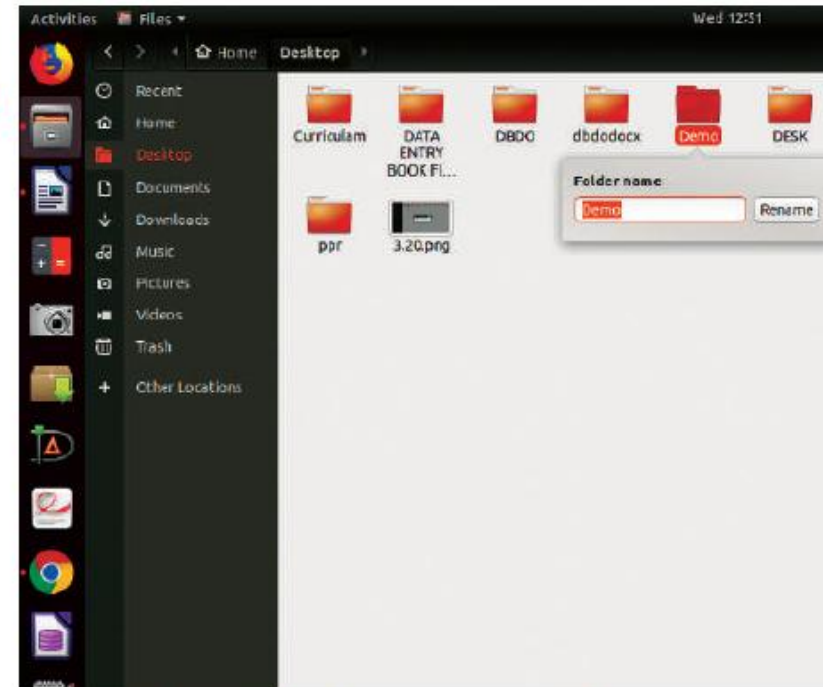 Activities Files Wed 12:51
Home Desktop
Recent
Home
Desktop
Documents
Downloads
Music
Pictures
Videos
Trash
Other Locations
Curriculam
DATA
ENTRY
BOOK FI...
DBDO
dbdodocx
Demo
DESK
Folder name
Demo
Rename
ppr
3.20.png